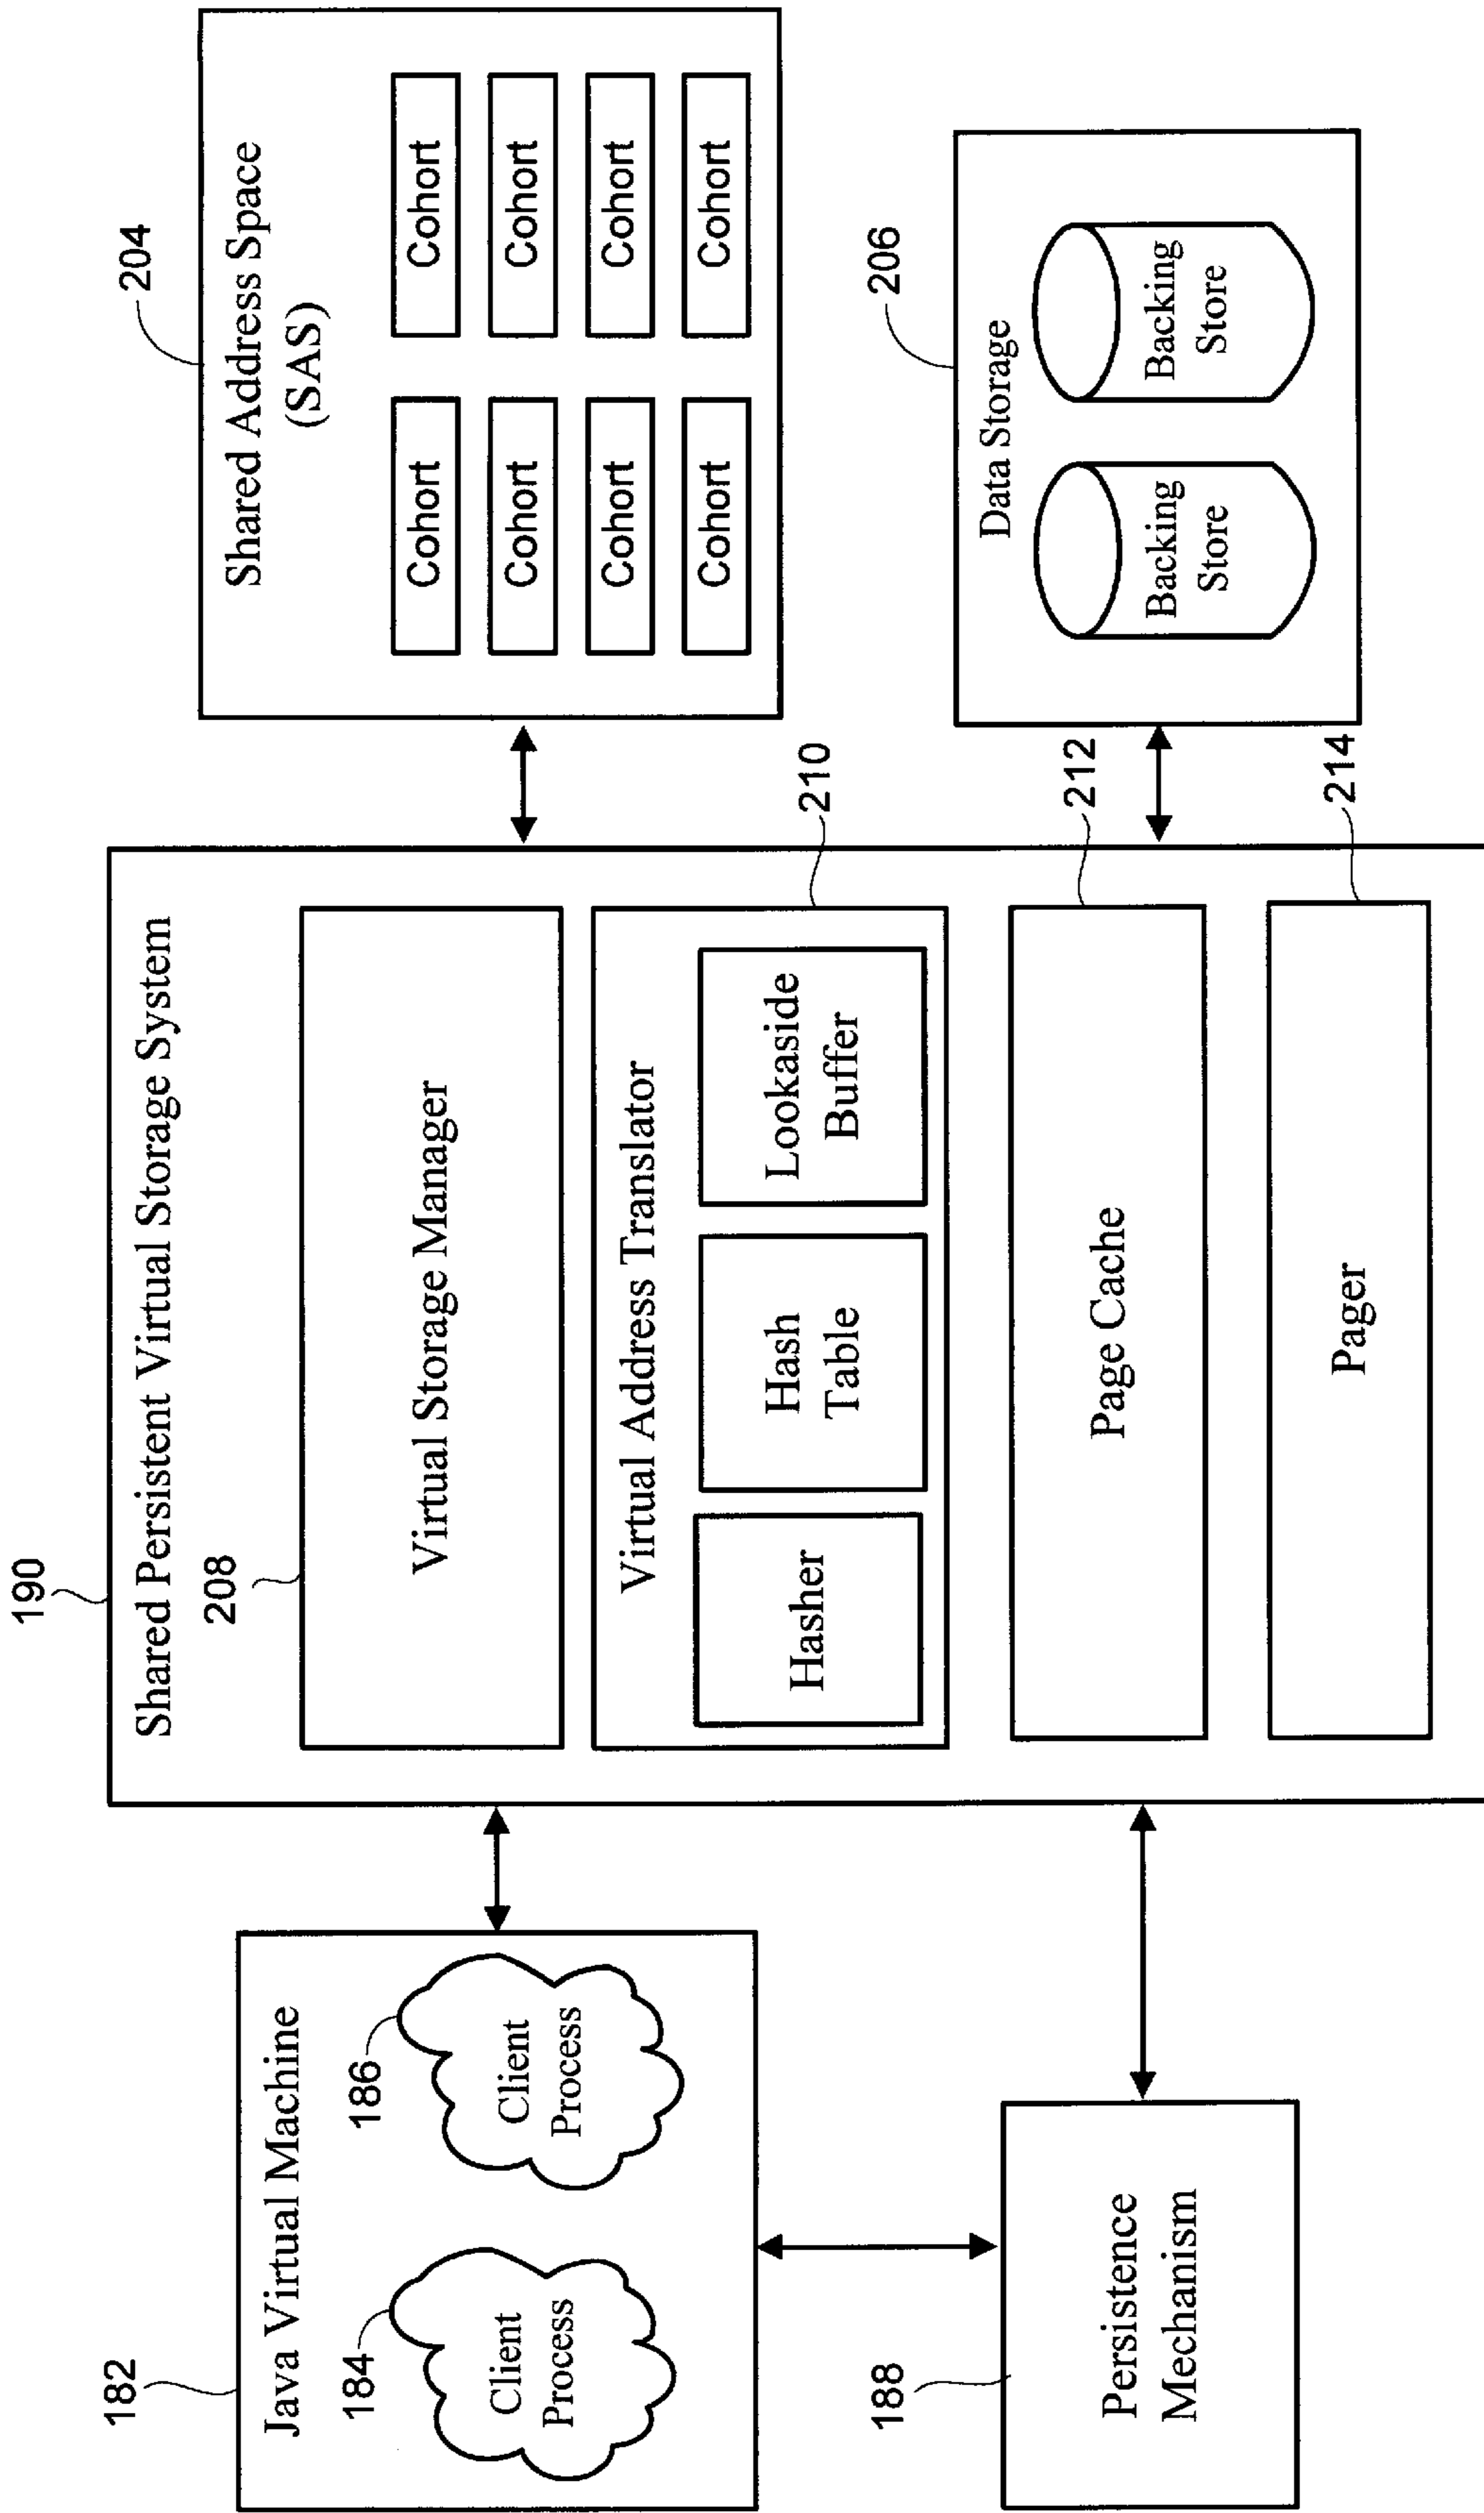 190
Shared Persistent Virtual Storage System
208
Virtual Storage Manager
Virtual Address Translator
210
Hasher
Hash
Table
Lookaside
Buffer
Page Cache
212
Pager
214
182
Java Virtual Machine
184
Client
Process
186
Client
Process
188
Persistence
Mechanism
204
Shared Address Space
(SAS)
Cohort
Cohort
Cohort
Cohort
Cohort
Cohort
Cohort
Cohort
206
Data Storage
Backing
Store
Backing
Store